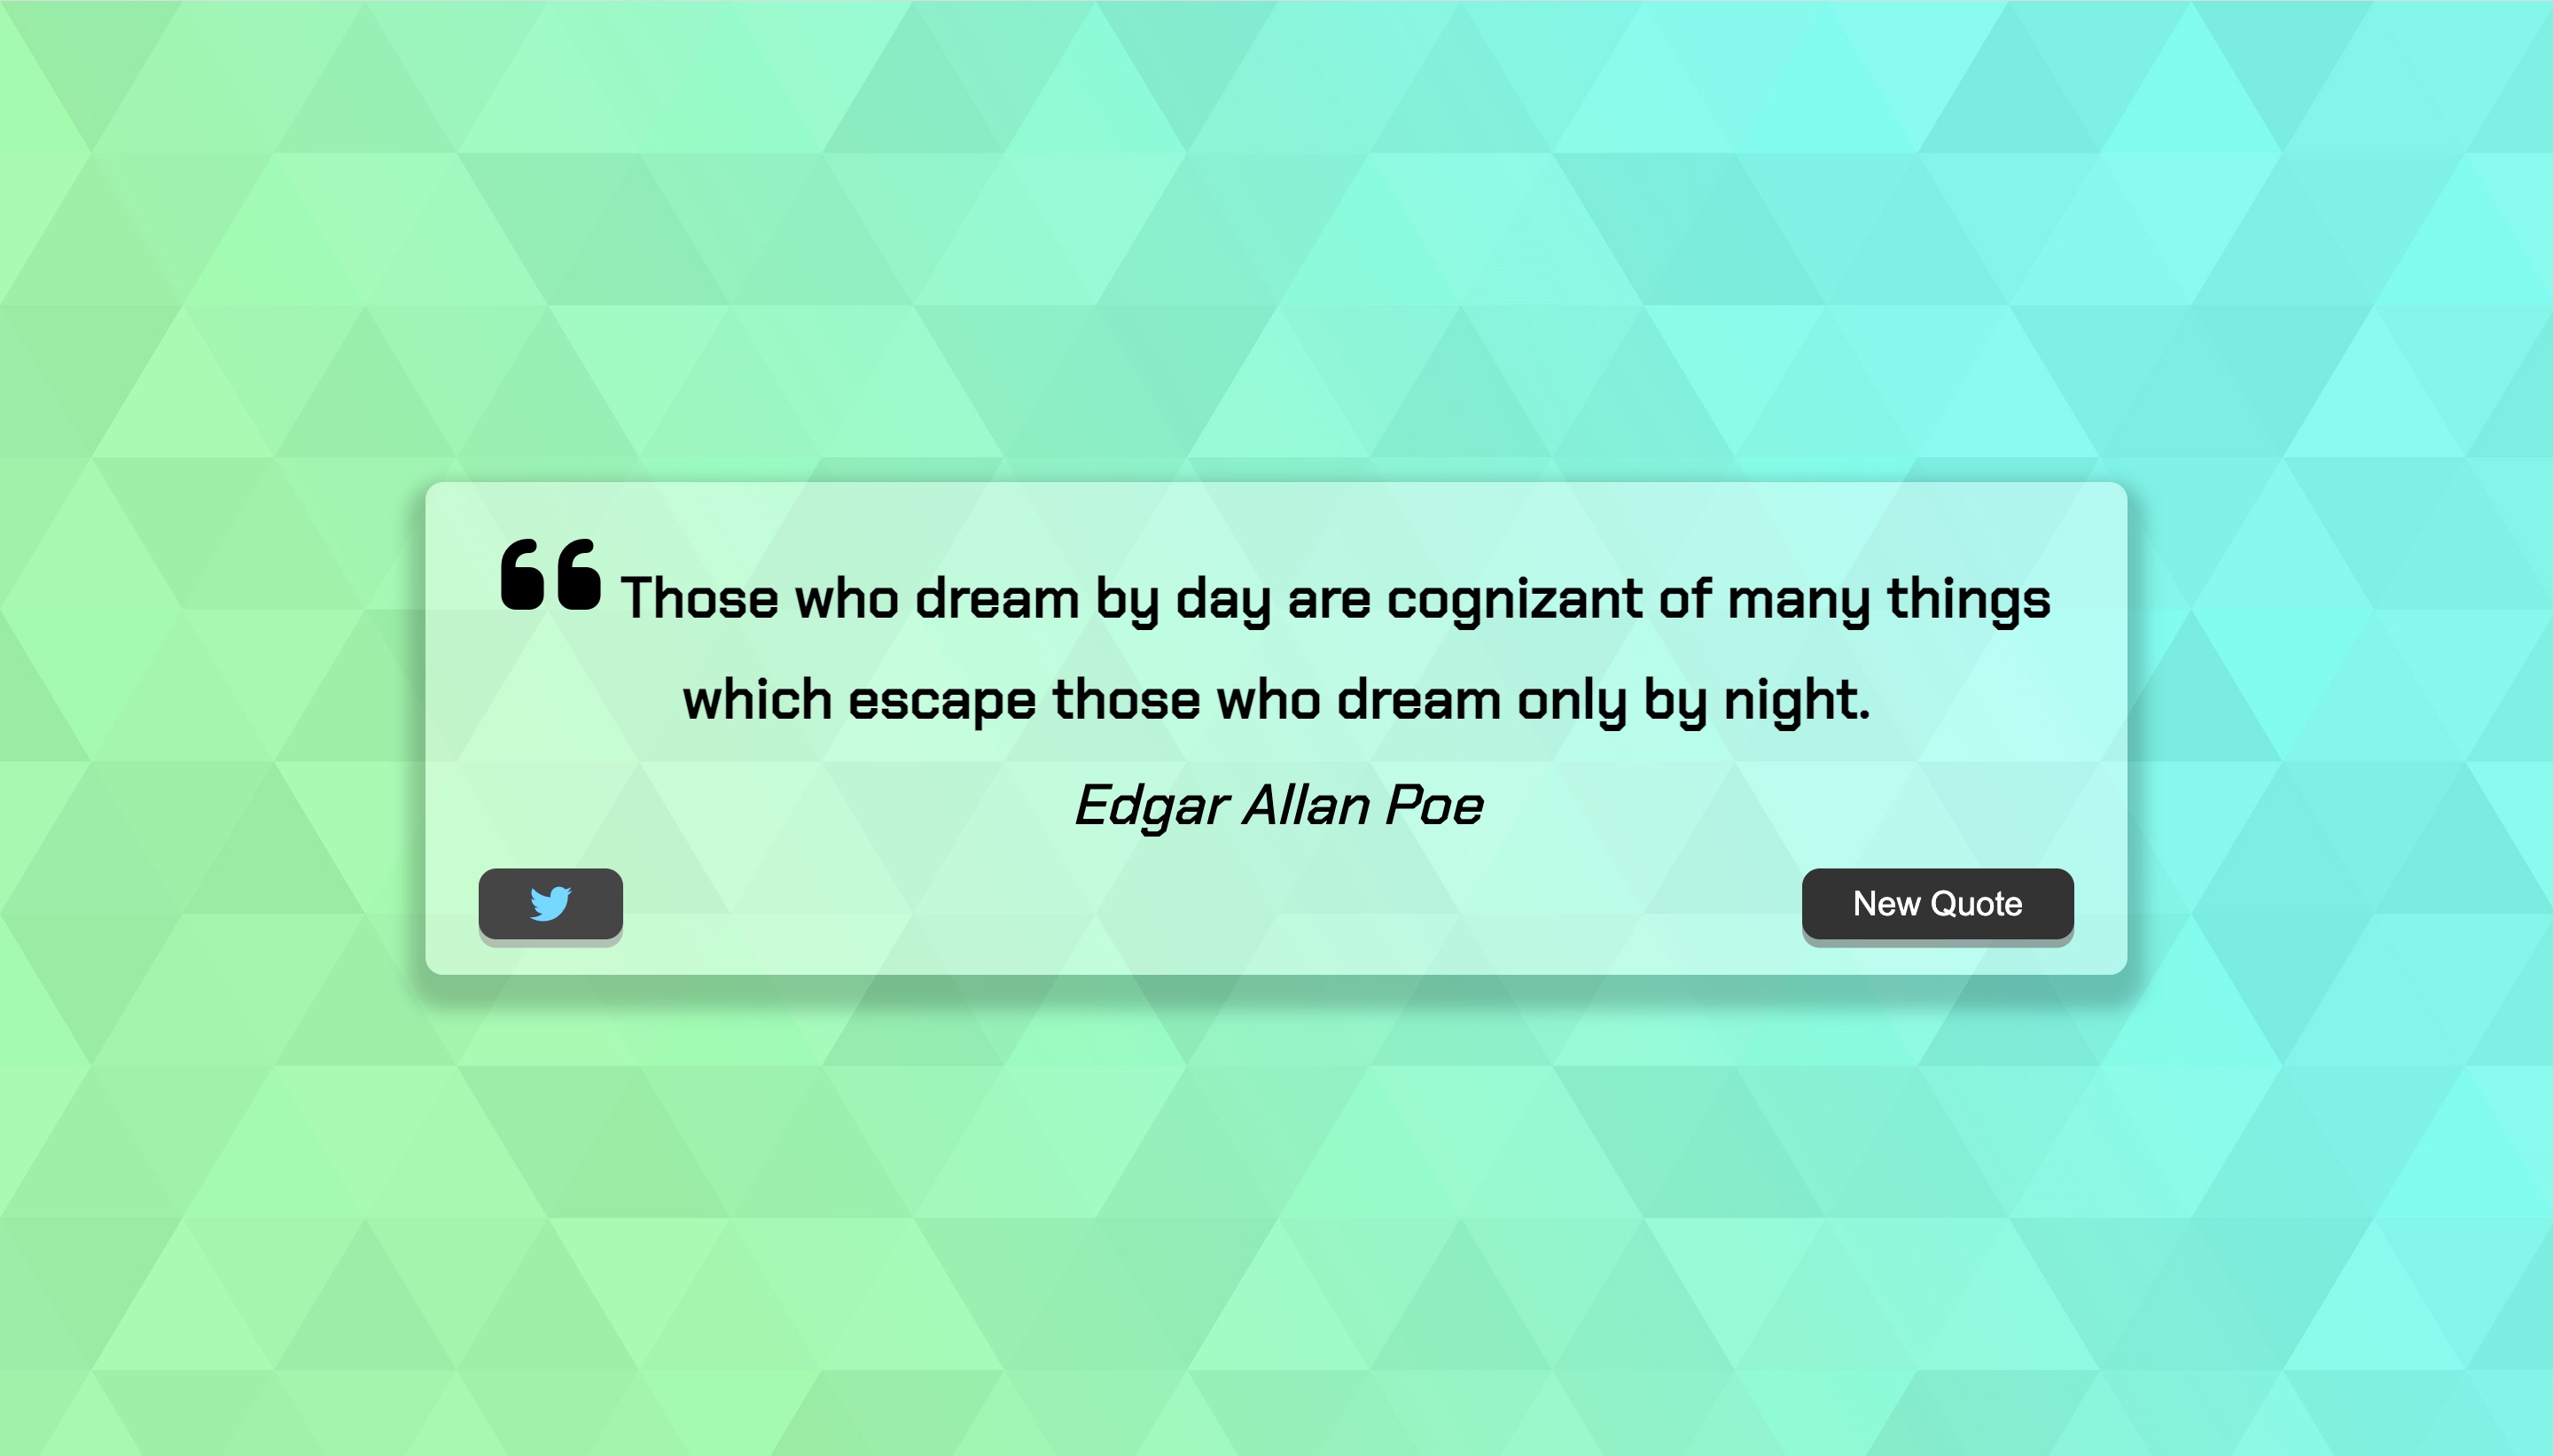 “ Those who dream by day are cognizant of many things
which escape those who dream only by night.
Edgar Allan Poe
New Quote